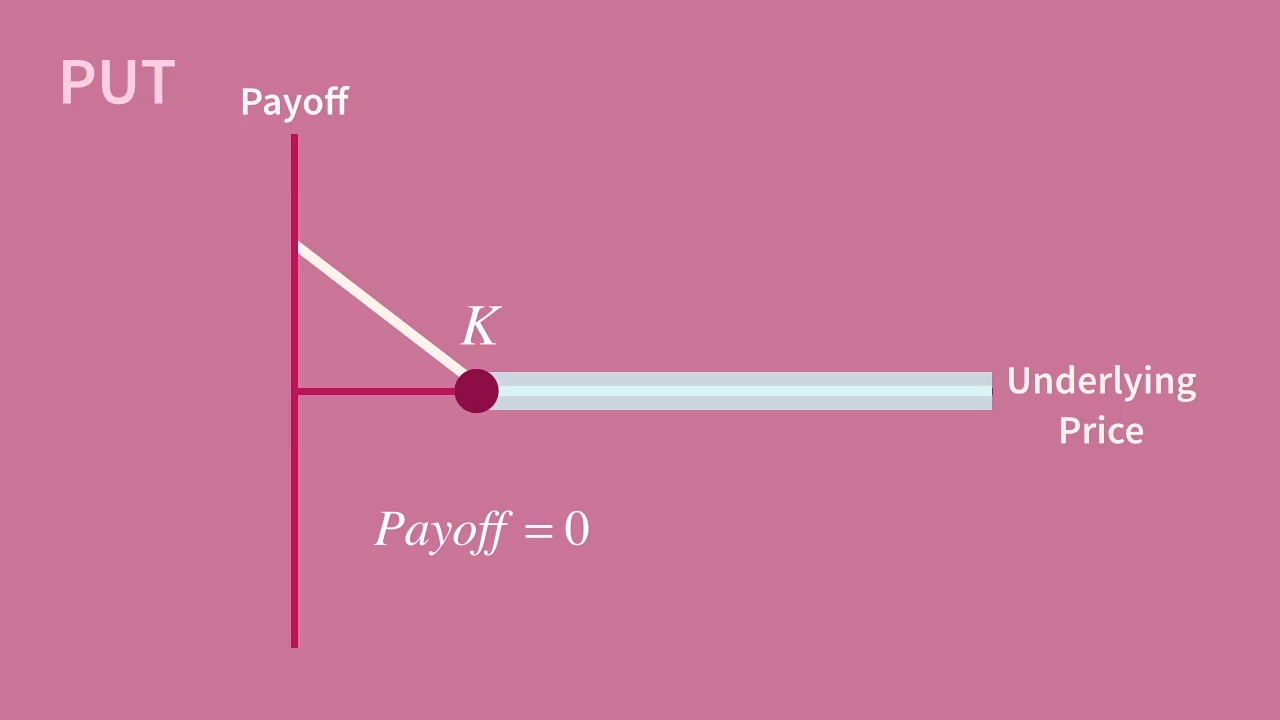 PUT
Payoff
K
Underlying
Price
Payoff = 0